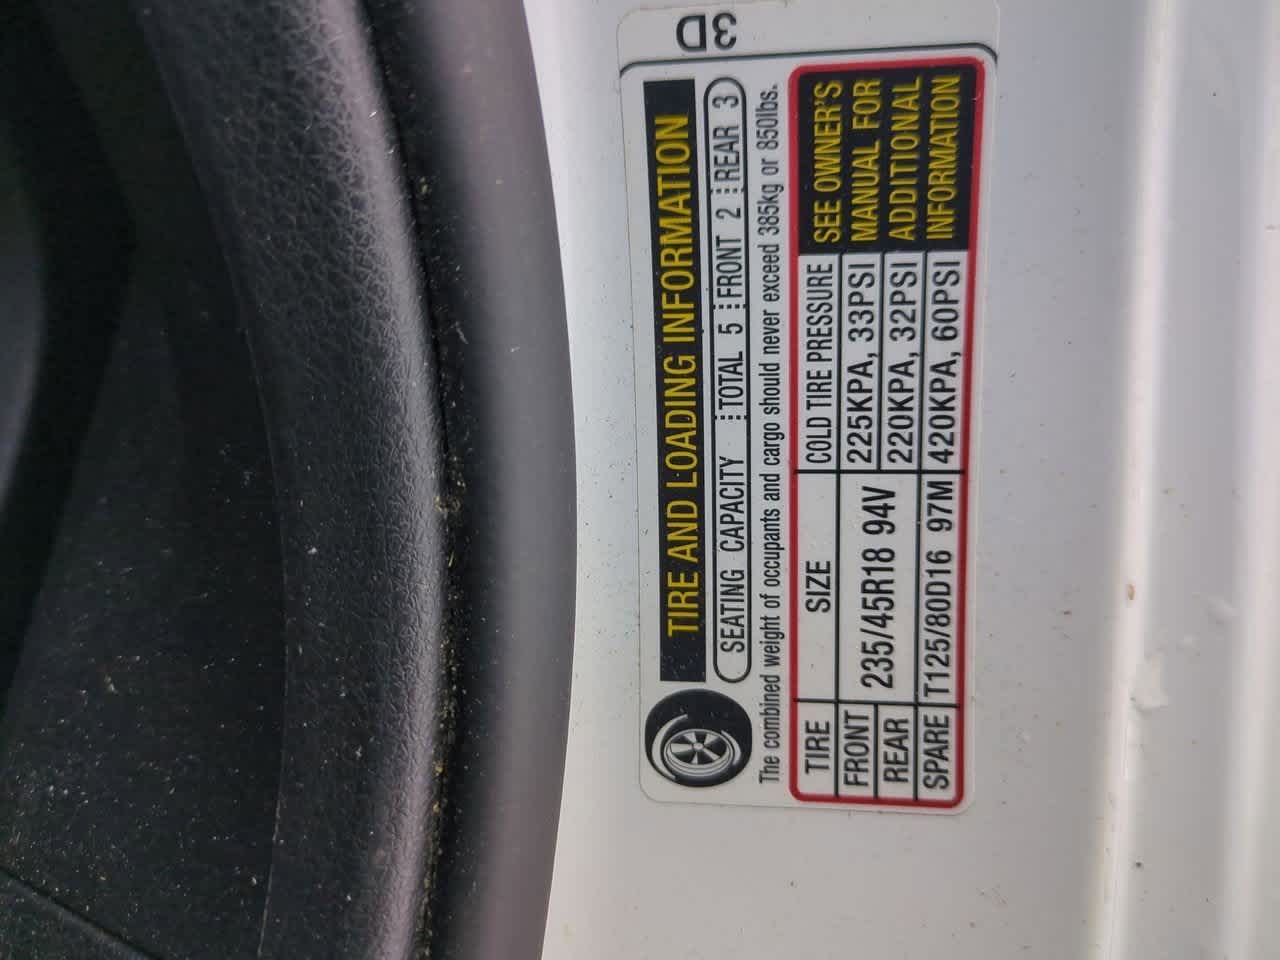 3D
TIRE AND LOADING INFORMATION
SEATING CAPACITY TOTAL 5 FRONT 2 REAR 3
The combined weight of occupants and cargo should never exceed 385kg or 850lbs.
TIRE SIZE COLD TIRE PRESSURE
FRONT 235/45R18 94V 225KPA, 33PSI
REAR 220KPA, 32PSI
SPARE T125/80D16 97M 420KPA, 60PSI
SEE OWNER'S
MANUAL FOR
ADDITIONAL
INFORMATION